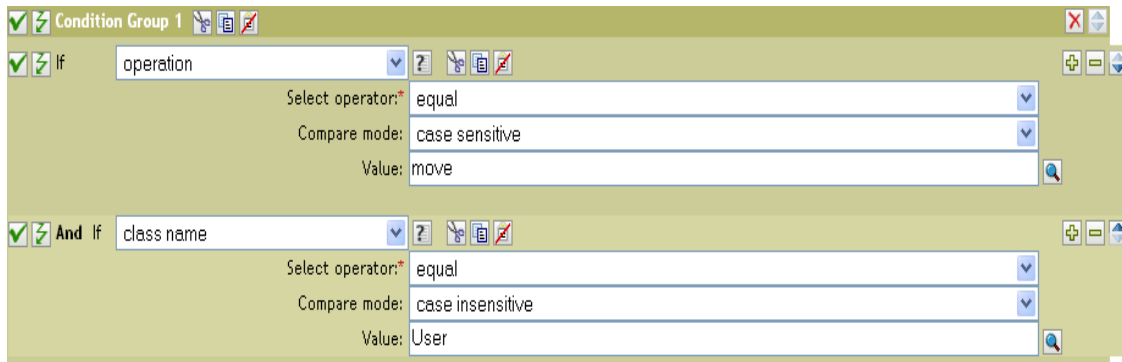 Condition Group 1
If operation ?
Select operator:* equal
Compare mode: case sensitive
Value: move
And If class name ?
Select operator:* equal
Compare mode: case insensitive
Value: User